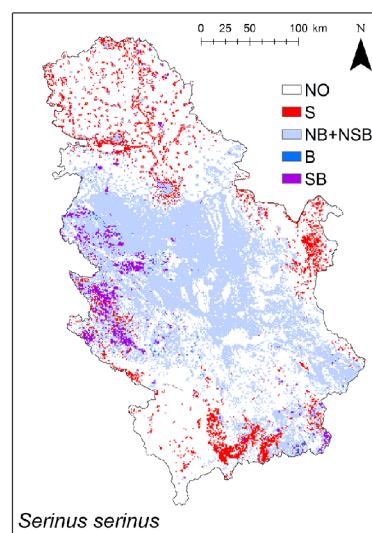 0 25 50 100 km
N
NO
S
NB+NSB
B
SB
Serinus serinus